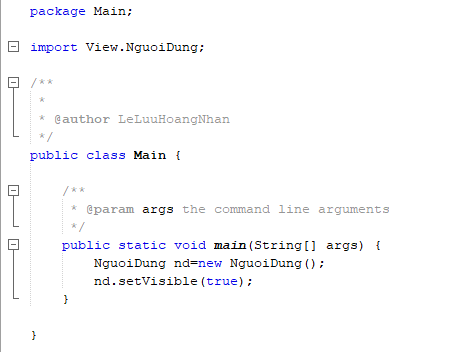 package Main;
import View.NguoiDung;
/**
 *
 * @author LeLuuHoangNhan
 */
public class Main {
    /**
     * @param args the command line arguments
     */
    public static void main(String[] args) {
        NguoiDung nd=new NguoiDung();
        nd.setVisible(true);
    }
}